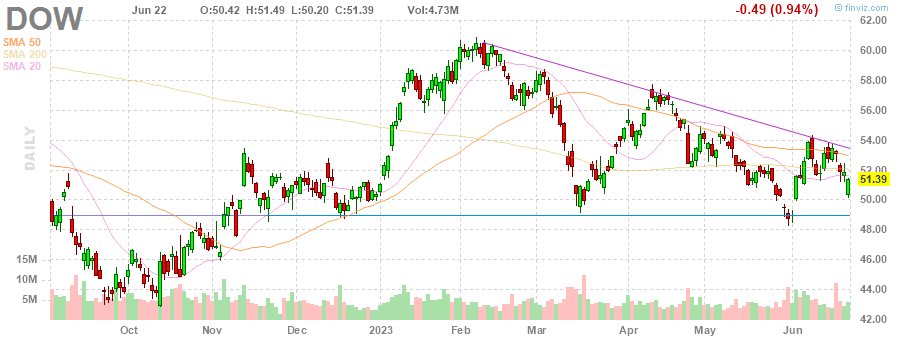 DOW Jun 22 O:50.42 H:51.49 L:50.20 C:51.39 Vol:4.73M -0.49 (0.94%) © finviz.com
SMA 50
SMA 200
SMA 20
DAILY
62.00
60.00
58.00
56.00
54.00
52.00
51.39
50.00
48.00
46.00
44.00
42.00
15M
10M
5M
Oct Nov Dec 2023 Feb Mar Apr May Jun